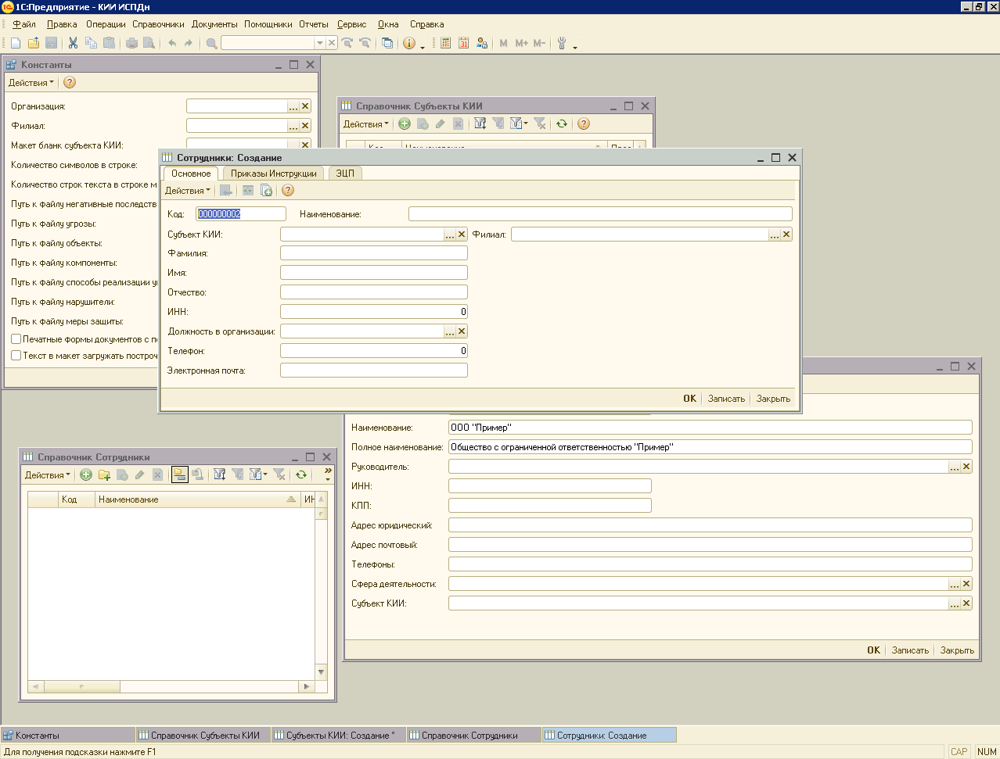 1С:Предприятие - КИИ ИСПДн
Файл Правка Операции Справочники Документы Помощники Отчеты Сервис Окна Справка
M M+ M-
Константы
Действия
Организация:
Филиал:
Макет бланк субъекта КИИ:
Количество символов в строке:
Количество строк текста в строке м
Путь к файлу негативные последств
Путь к файлу угрозы:
Путь к файлу объекты:
Путь к файлу компоненты:
Путь к файлу способы реализации у
Путь к файлу нарушители:
Путь к файлу меры защиты:
Печатные формы документов с п
Текст в макет загружать построч
Справочник Субъекты КИИ
Действия
Сотрудники: Создание
Основное Приказы Инструкции ЭЦП
Действия
Код: 000000002 Наименование:
Субъект КИИ: Филиал:
Фамилия:
Имя:
Отчество:
ИНН: 0
Должность в организации:
Телефон: 0
Электронная почта:
OK Записать Закрыть
Наименование: ООО "Пример"
Полное наименование: Общество с ограниченной ответственностью "Пример"
Руководитель:
ИНН:
КПП:
Адрес юридический:
Адрес почтовый:
Телефоны:
Сфера деятельности:
Субъект КИИ:
OK Записать Закрыть
Справочник Сотрудники
Действия
Код Наименование ИН
Константы Справочник Субъекты КИИ Субъекты КИИ: Создание * Справочник Сотрудники Сотрудники: Создание
Для получения подсказки нажмите F1 CAP NUM